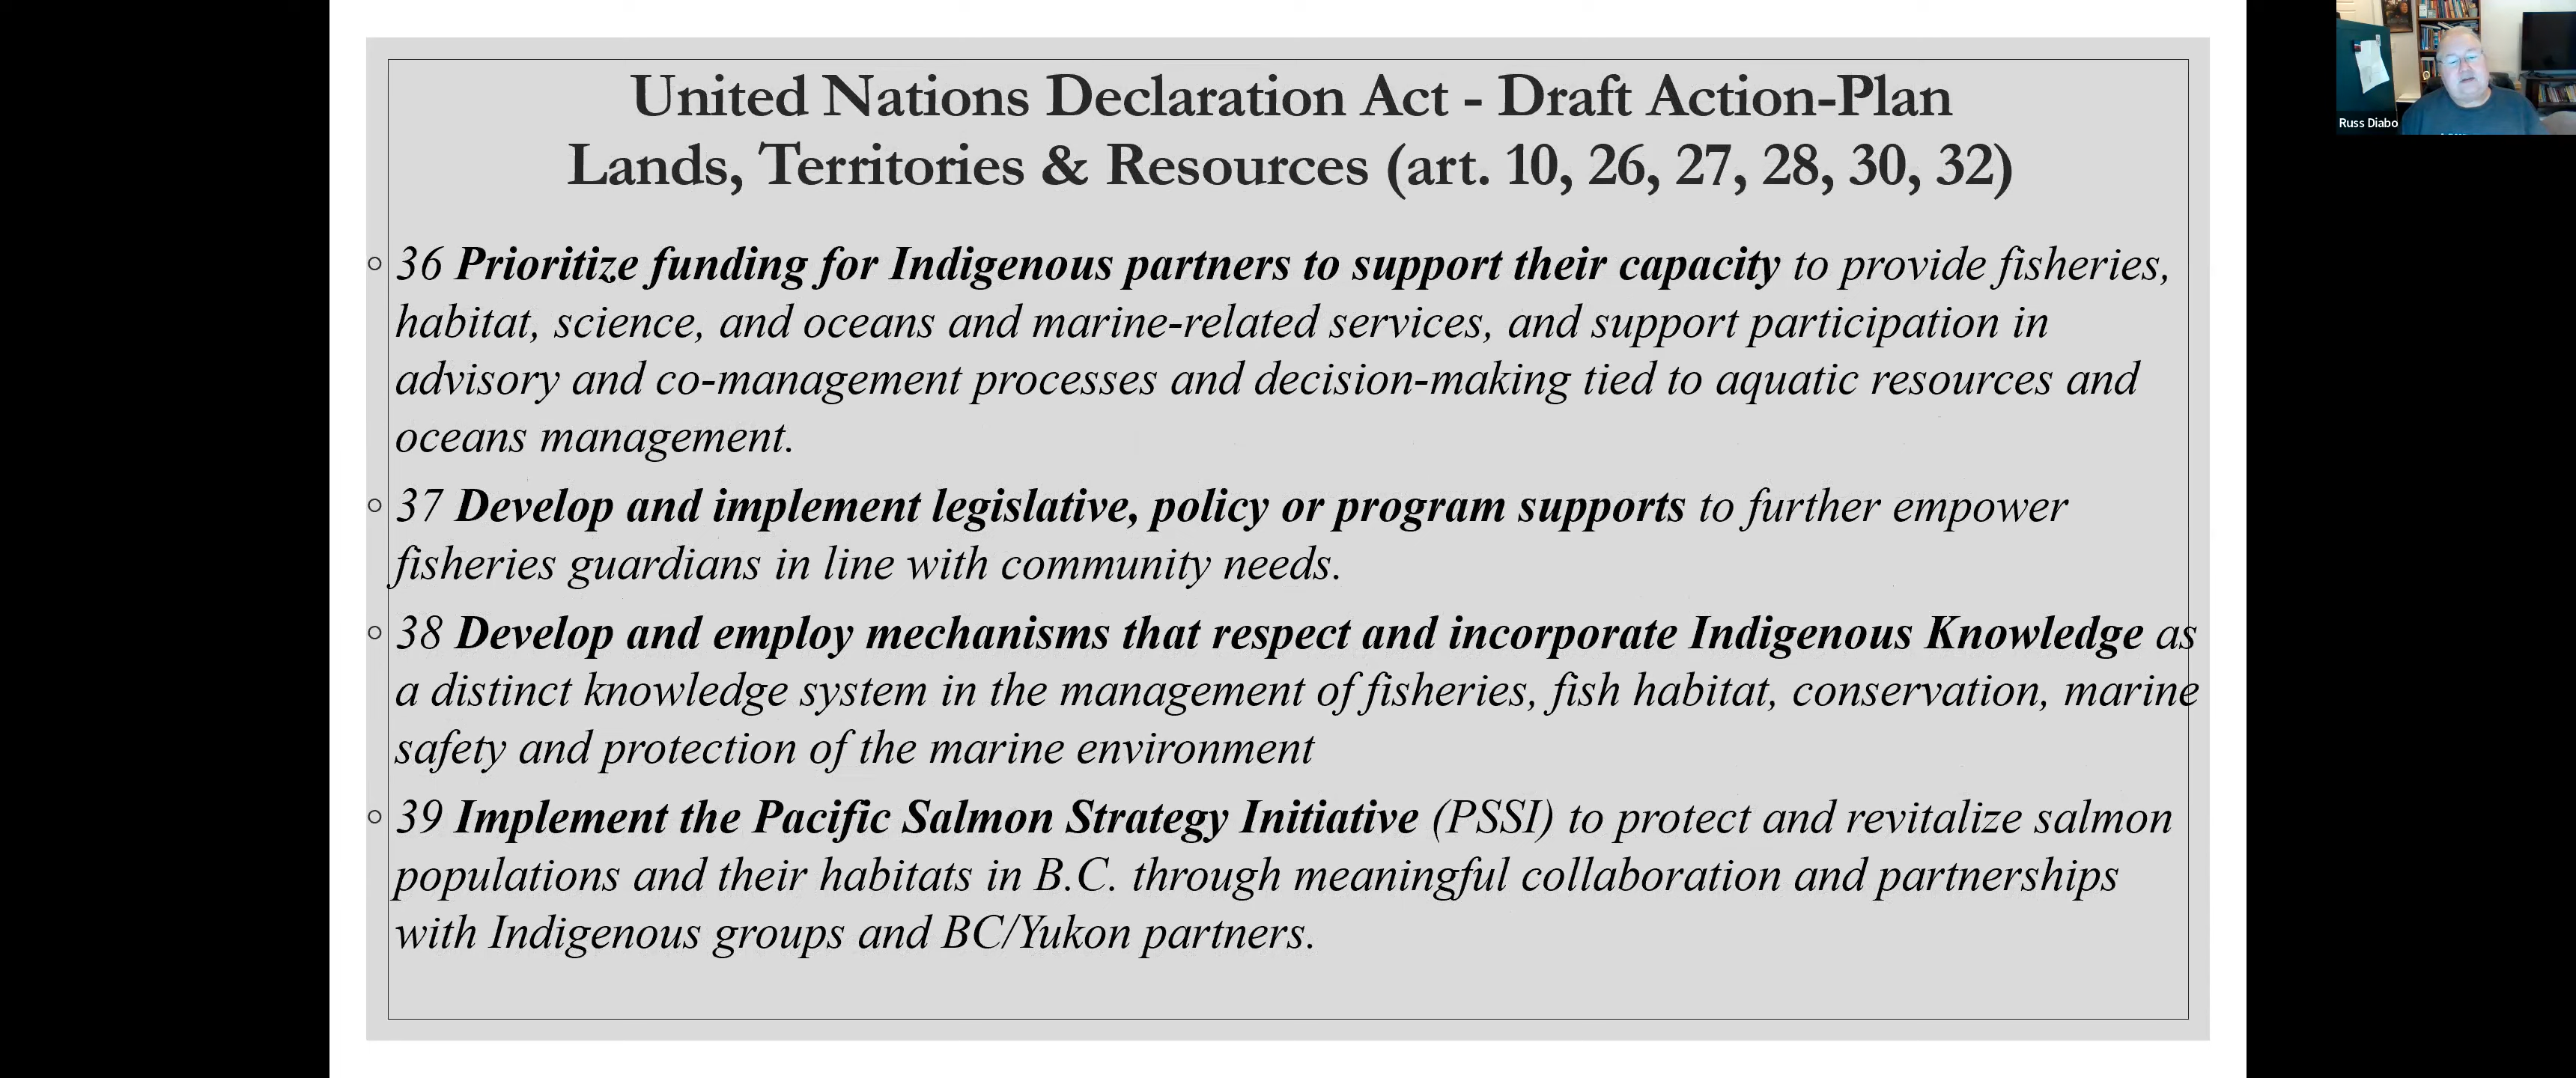 United Nations Declaration Act - Draft Action-Plan
Lands, Territories & Resources (art. 10, 26, 27, 28, 30, 32)
36 Prioritize funding for Indigenous partners to support their capacity to provide fisheries,
habitat, science, and oceans and marine-related services, and support participation in
advisory and co-management processes and decision-making tied to aquatic resources and
oceans management.
37 Develop and implement legislative, policy or program supports to further empower
fisheries guardians in line with community needs.
38 Develop and employ mechanisms that respect and incorporate Indigenous Knowledge as
a distinct knowledge system in the management of fisheries, fish habitat, conservation, marine
safety and protection of the marine environment
39 Implement the Pacific Salmon Strategy Initiative (PSSI) to protect and revitalize salmon
populations and their habitats in B.C. through meaningful collaboration and partnerships
with Indigenous groups and BC/Yukon partners.
Russ Diabo